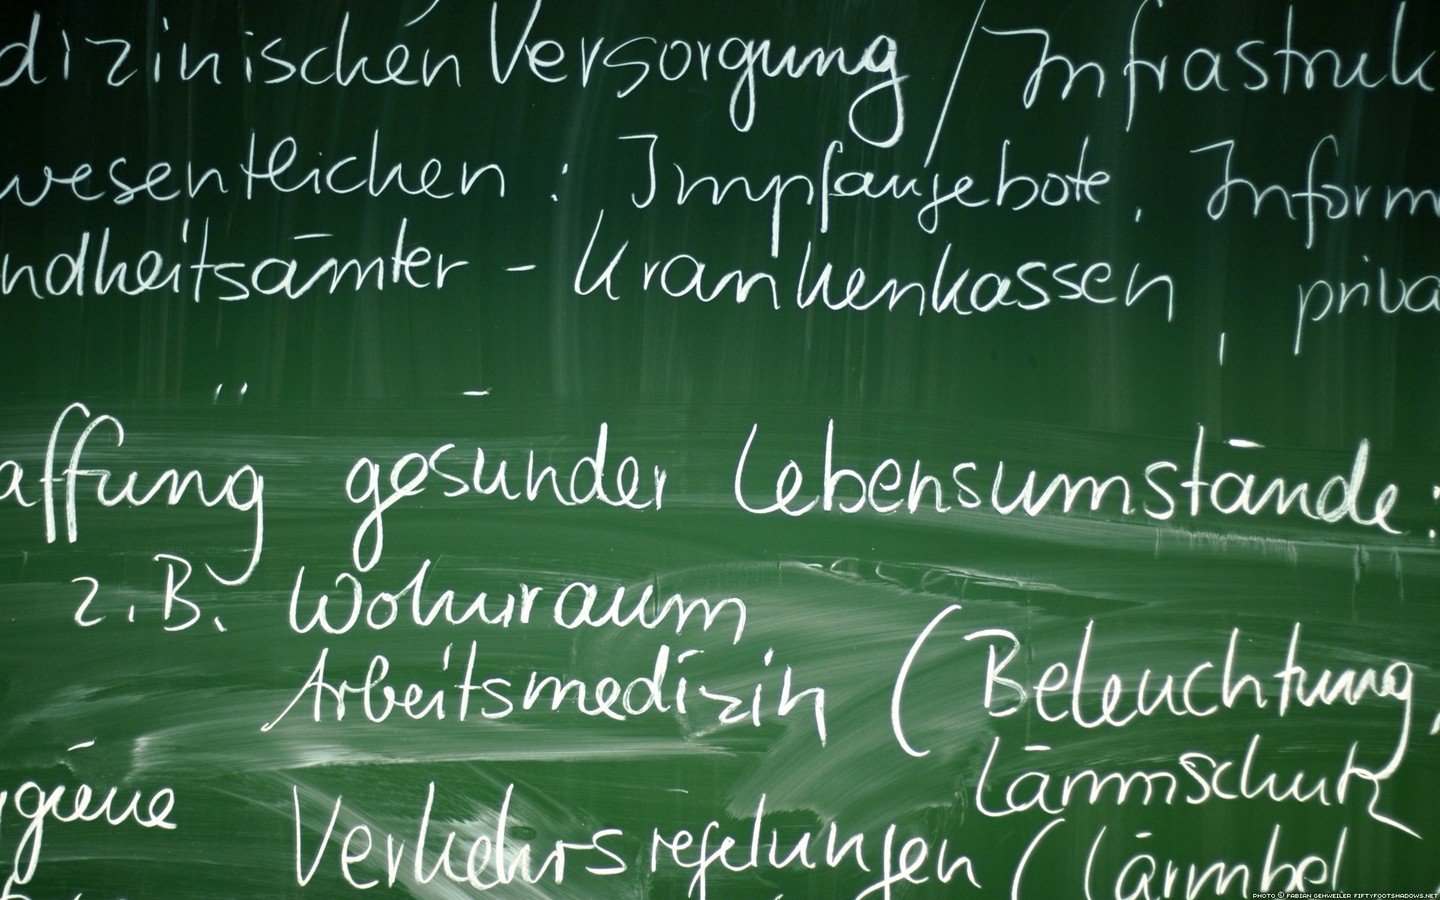 dizinischen Versorgung / Infrastruk
wesentlichen : Impfangebote, Inform
ndheitsämter - Krankenkassen, priva
affung gesunder Lebensumstände:
z.B. Wohnraum
Arbeitsmedizin (Beleuchtung,
Lärmschutz
giene Verkehrsregelungen (Lärmbel
PHOTO © FABIAN GEHWEILER FIFTYFOOTSHADOWS.NET